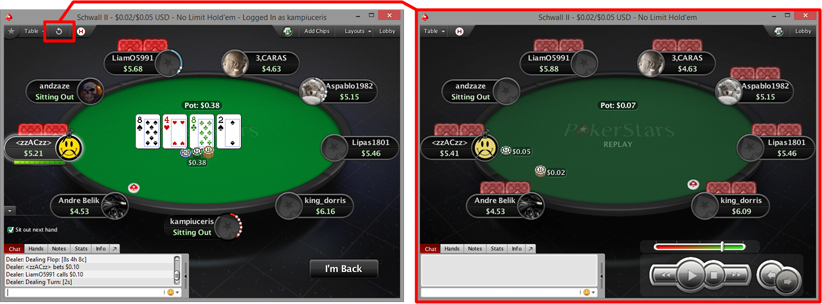 Schwall II - $0.02/$0.05 USD - No Limit Hold'em - Logged In as kampiuceris
Table
H
Add Chips
Layouts
Lobby
LiamO5991
$5.68
3,CARAS
$4.63
andzaze
Sitting Out
Aspablo1982
$5.15
Pot: $0.38
8
4
8
2
<zzACzz>
$5.21
Lipas1801
$5.46
$0.38
Andre Belik
$4.53
king_dorris
$6.16
kampiuceris
Sitting Out
Sit out next hand
Chat
Hands
Notes
Stats
Info
Dealer: Dealing Flop: [8s 4h 8c]
Dealer: <zzACzz> bets $0.10
Dealer: LiamO5991 calls $0.10
Dealer: Dealing Turn: [2s]
I'm Back
Schwall II - $0.02/$0.05 USD - No Limit Hold'em
Table
H
Lobby
LiamO5991
$5.88
3,CARAS
$4.63
andzaze
Sitting Out
Aspablo1982
$5.15
Pot: $0.07
PokerStars
REPLAY
<zzACzz>
$5.41
$0.05
Lipas1801
$5.46
$0.02
Andre Belik
$4.53
king_dorris
$6.09
Chat
Hands
Notes
Stats
Info